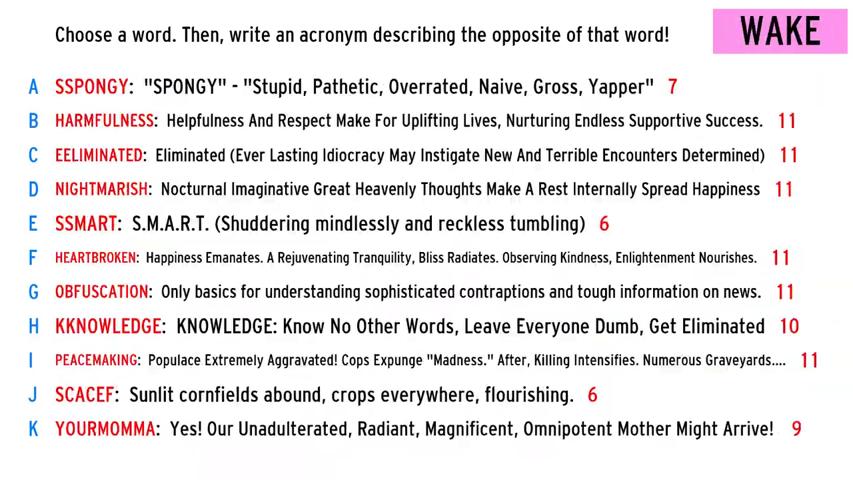 Choose a word. Then, write an acronym describing the opposite of that word!
WAKE
A SSPONGY: "SPONGY" - "Stupid, Pathetic, Overrated, Naive, Gross, Yapper" 7
B HARMFULNESS: Helpfulness And Respect Make For Uplifting Lives, Nurturing Endless Supportive Success. 11
C EELIMINATED: Eliminated (Ever Lasting Idiocracy May Instigate New And Terrible Encounters Determined) 11
D NIGHTMARISH: Nocturnal Imaginative Great Heavenly Thoughts Make A Rest Internally Spread Happiness 11
E SSMART: S.M.A.R.T. (Shuddering mindlessly and reckless tumbling) 6
F HEARTBROKEN: Happiness Emanates. A Rejuvenating Tranquility, Bliss Radiates. Observing Kindness, Enlightenment Nourishes. 11
G OBFUSCATION: Only basics for understanding sophisticated contraptions and tough information on news. 11
H KKNOWLEDGE: KNOWLEDGE: Know No Other Words, Leave Everyone Dumb, Get Eliminated 10
I PEACEMAKING: Populace Extremely Aggravated! Cops Expunge "Madness." After, Killing Intensifies. Numerous Graveyards.... 11
J SCACEF: Sunlit cornfields abound, crops everywhere, flourishing. 6
K YOURMOMMA: Yes! Our Unadulterated, Radiant, Magnificent, Omnipotent Mother Might Arrive! 9